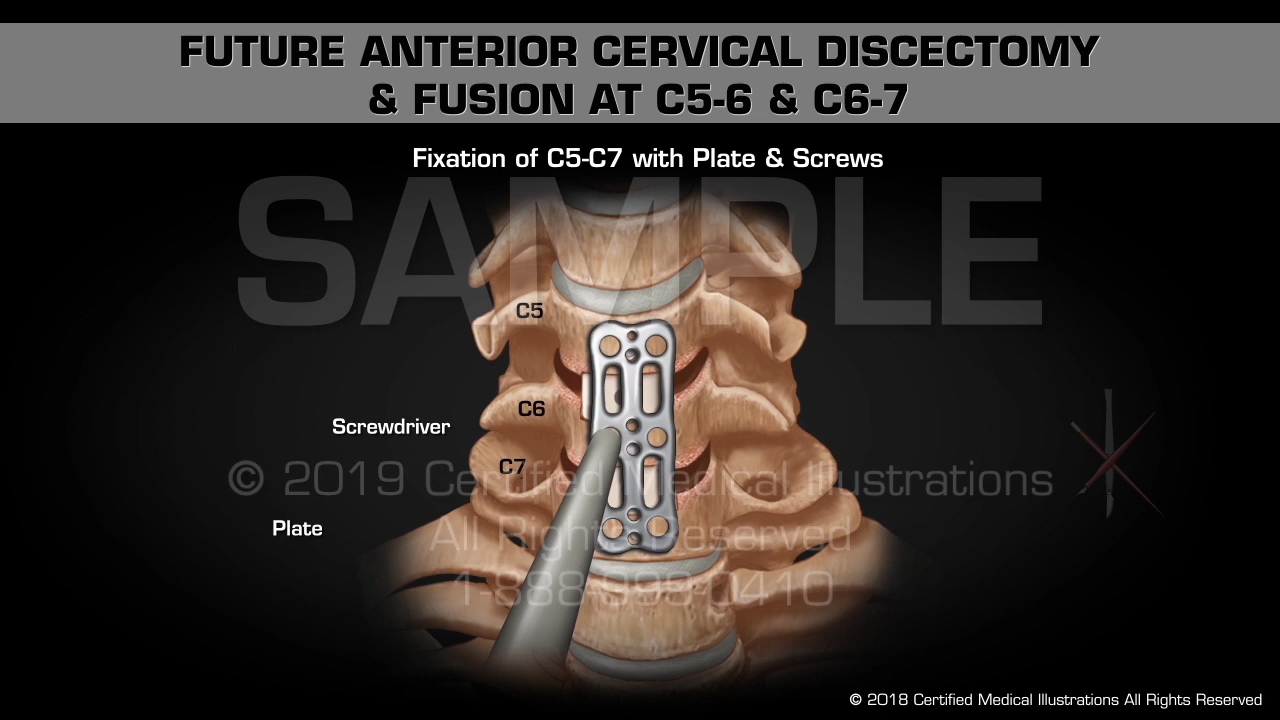 FUTURE ANTERIOR CERVICAL DISCECTOMY
& FUSION AT C5-6 & C6-7
Fixation of C5-C7 with Plate & Screws
SAMPLE
C5
C6
Screwdriver
C7
© 2019 Certified Medical Illustrations
Plate
All Rights Reserved
1-888-999-0410
© 2018 Certified Medical Illustrations All Rights Reserved